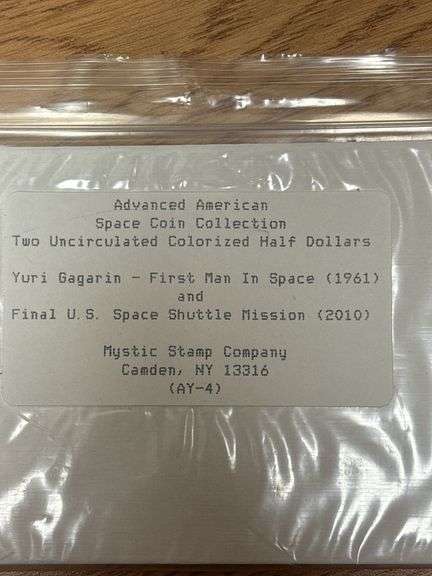 Advanced American
Space Coin Collection
Two Uncirculated Colorized Half Dollars
Yuri Gagarin - First Man In Space (1961)
and
Final U.S. Space Shuttle Mission (2010)
Mystic Stamp Company
Camden, NY 13316
(AY-4)